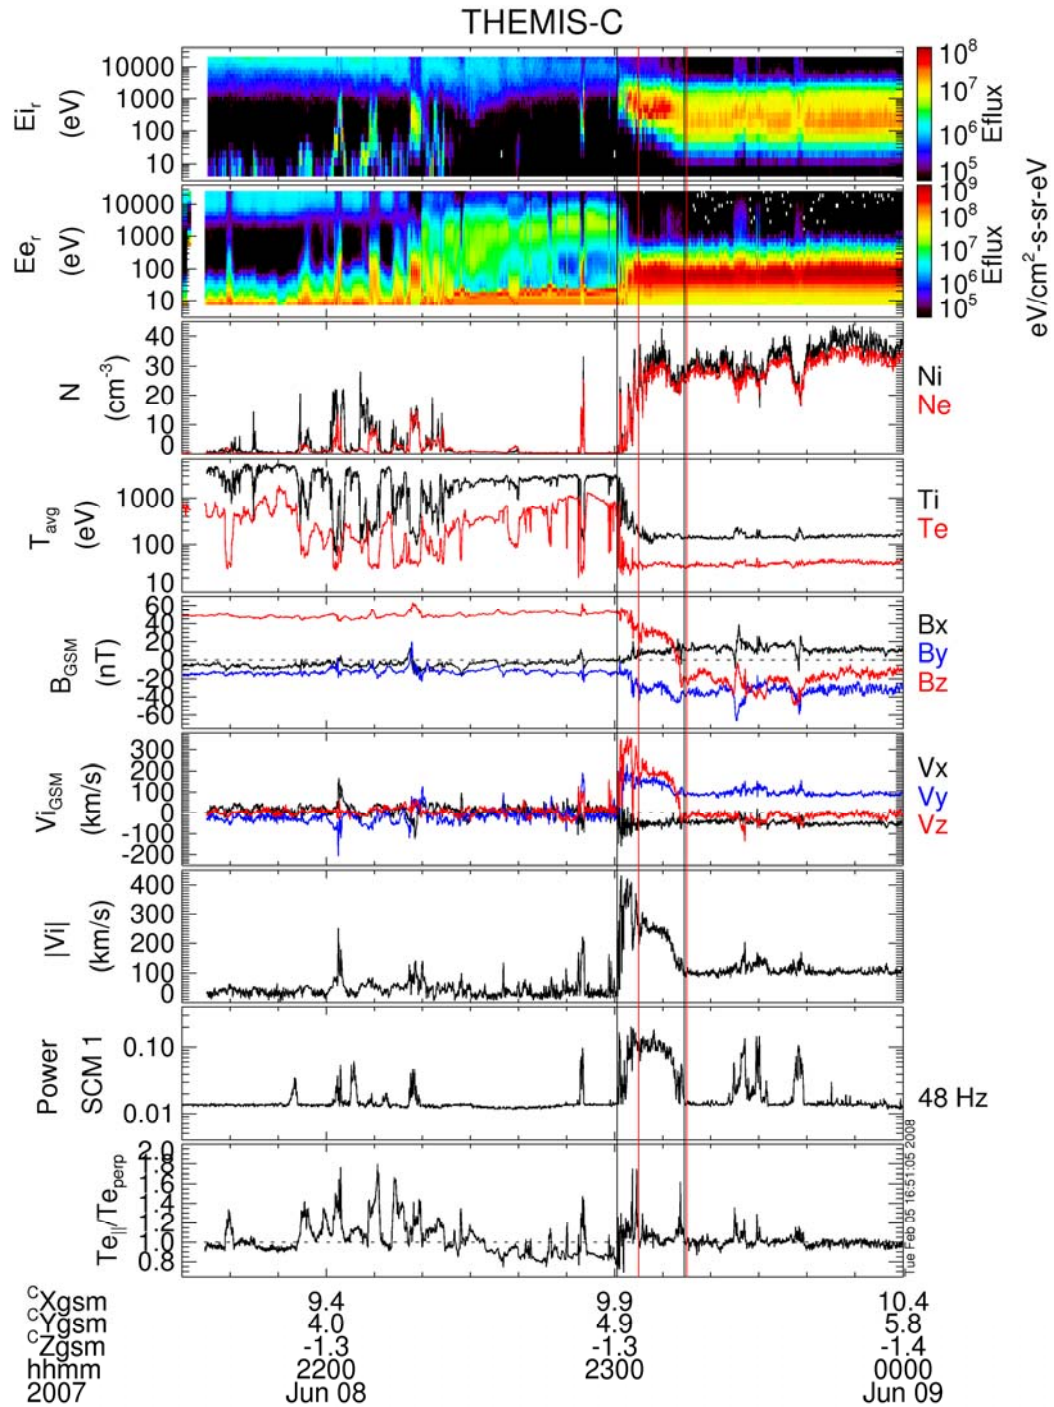 THEMIS-C
Ei_r
(eV)
10000
1000
100
10
10^8
10^7
10^6
10^5
Eflux
Ee_r
(eV)
10000
1000
100
10
10^9
10^8
10^7
10^6
10^5
Eflux
eV/cm^2-s-sr-eV
N
(cm^-3)
40
30
20
10
0
Ni
Ne
T_avg
(eV)
1000
100
10
Ti
Te
B_GSM
(nT)
60
40
20
0
-20
-40
-60
Bx
By
Bz
Vi_GSM
(km/s)
300
200
100
0
-100
-200
Vx
Vy
Vz
|Vi|
(km/s)
400
300
200
100
0
Power
SCM 1
0.10
0.01
48 Hz
Te_||/Te_perp
2.0
1.8
1.6
1.4
1.2
1.0
0.8
Tue Feb 05 16:51:05 2008
^CXgsm 9.4 9.9 10.4
^CYgsm 4.0 4.9 5.8
^CZgsm -1.3 -1.3 -1.4
hhmm 2200 2300 0000
2007 Jun 08 Jun 09